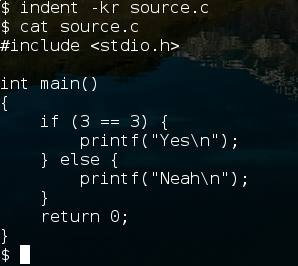 $ indent -kr source.c
$ cat source.c
#include <stdio.h>

int main()
{
    if (3 == 3) {
        printf("Yes\n");
    } else {
        printf("Neah\n");
    }
    return 0;
}
$